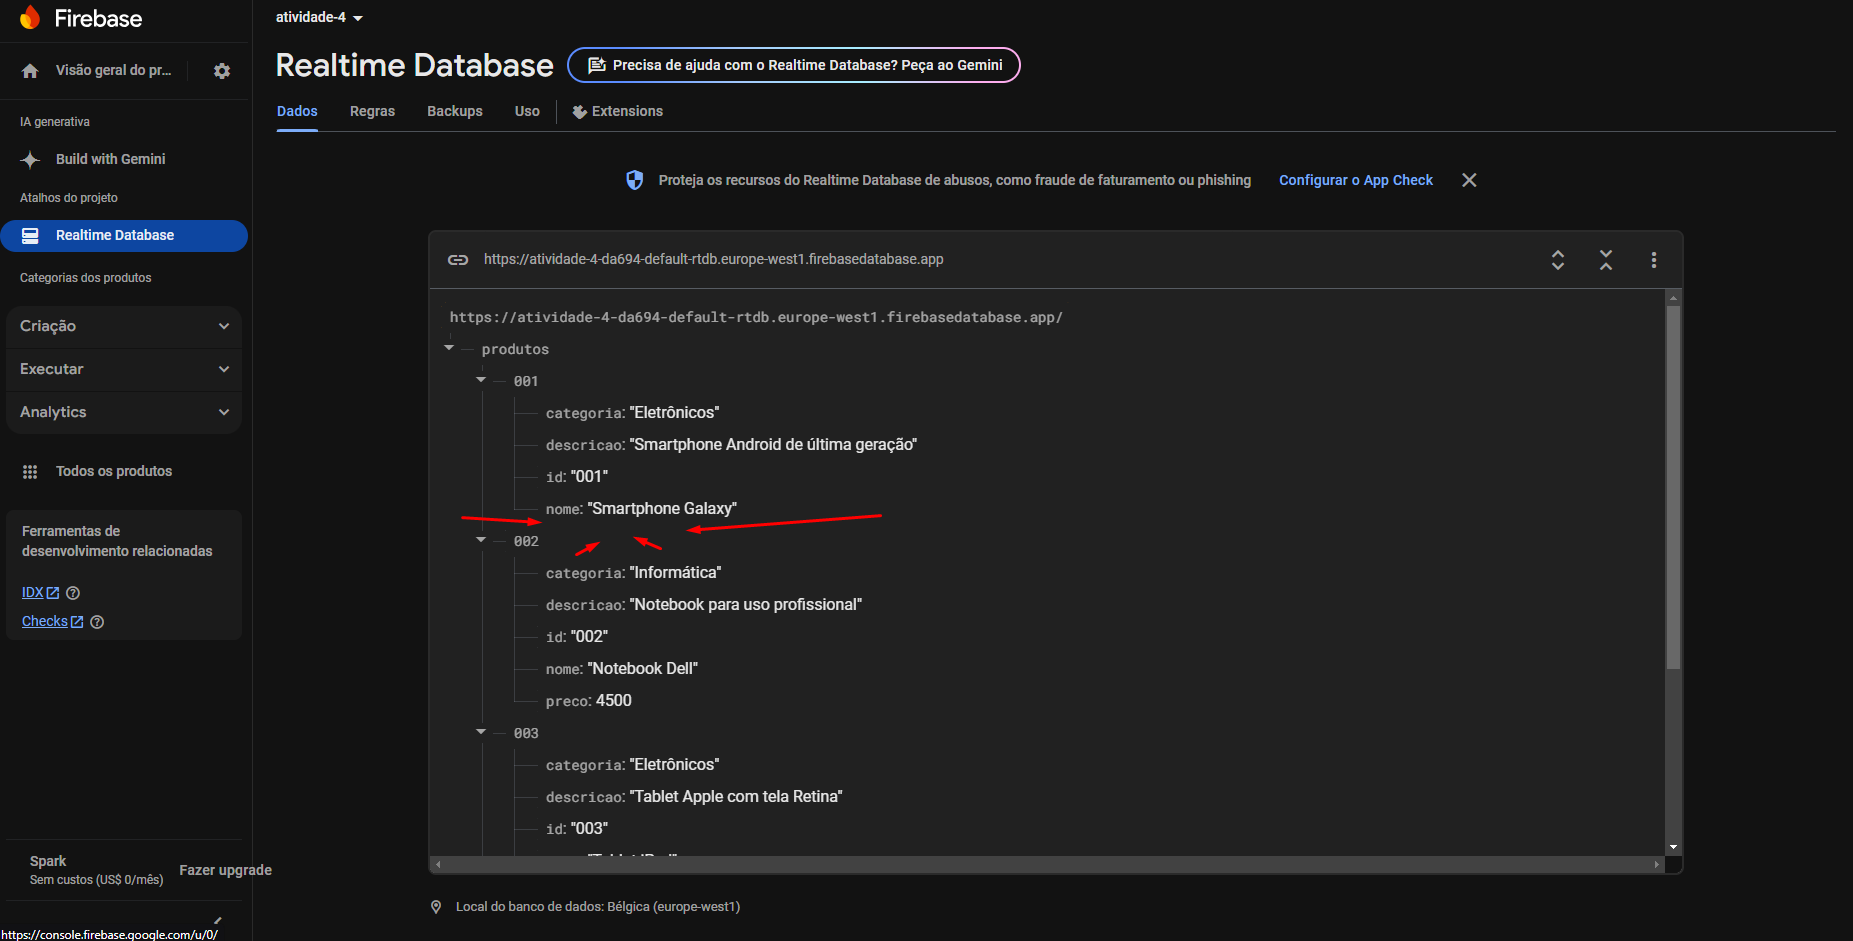 Firebase
atividade-4
Visão geral do pr...
Realtime Database
Precisa de ajuda com o Realtime Database? Peça ao Gemini
Dados
Regras
Backups
Uso
Extensions
IA generativa
Build with Gemini
Atalhos do projeto
Realtime Database
Categorias dos produtos
Criação
Executar
Analytics
Todos os produtos
Ferramentas de
desenvolvimento relacionadas
IDX
Checks
Spark
Sem custos (US$ 0/mês)
Fazer upgrade
https://console.firebase.google.com/u/0/
Proteja os recursos do Realtime Database de abusos, como fraude de faturamento ou phishing
Configurar o App Check
https://atividade-4-da694-default-rtdb.europe-west1.firebasedatabase.app
https://atividade-4-da694-default-rtdb.europe-west1.firebasedatabase.app/
produtos
001
categoria: "Eletrônicos"
descricao: "Smartphone Android de última geração"
id: "001"
nome: "Smartphone Galaxy"
002
categoria: "Informática"
descricao: "Notebook para uso profissional"
id: "002"
nome: "Notebook Dell"
preco: 4500
003
categoria: "Eletrônicos"
descricao: "Tablet Apple com tela Retina"
id: "003"
Local do banco de dados: Bélgica (europe-west1)